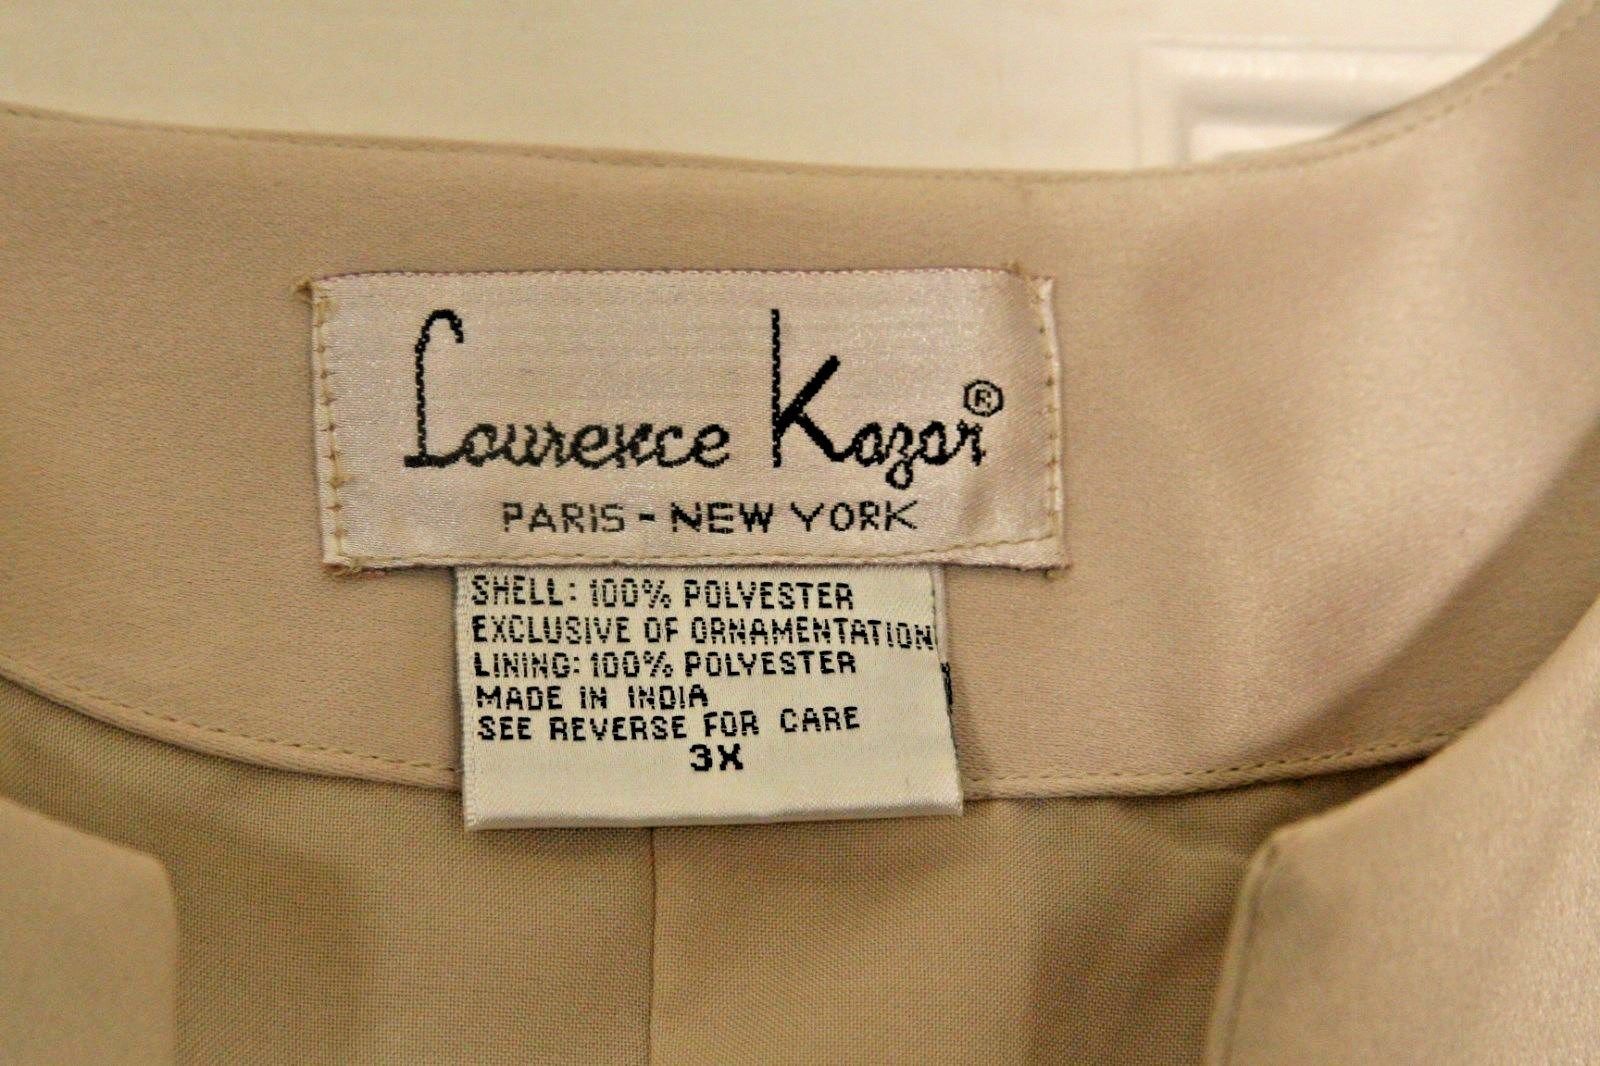 Laurence Kazar®
PARIS - NEW YORK
SHELL: 100% POLYESTER
EXCLUSIVE OF ORNAMENTATION
LINING: 100% POLYESTER
MADE IN INDIA
SEE REVERSE FOR CARE
3X